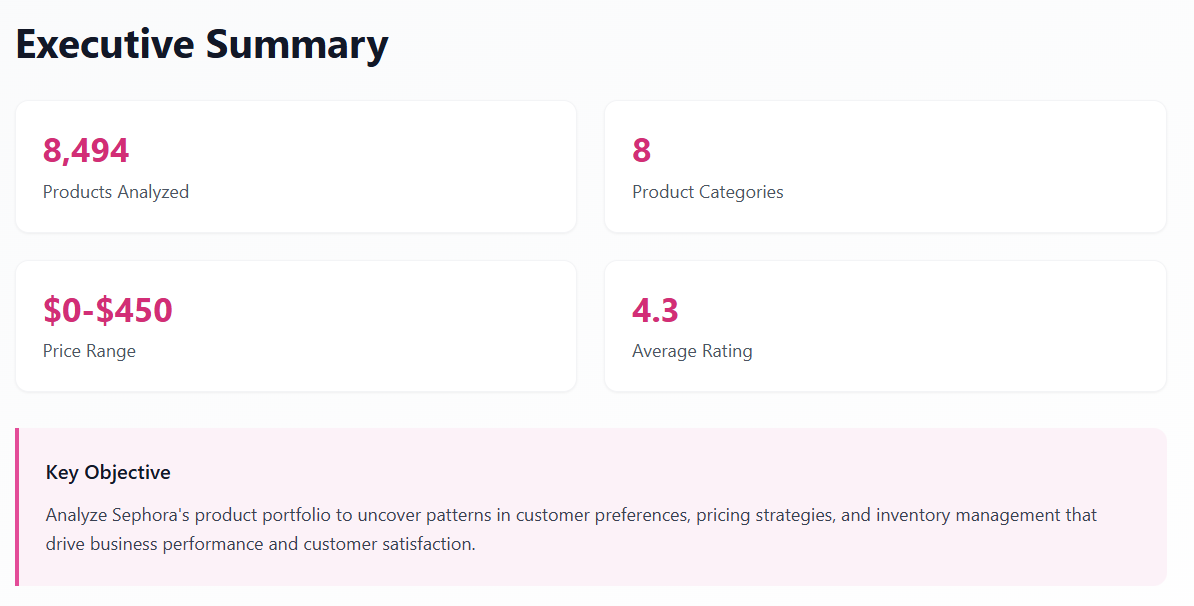 Executive Summary
8,494
Products Analyzed
8
Product Categories
$0-$450
Price Range
4.3
Average Rating
Key Objective
Analyze Sephora's product portfolio to uncover patterns in customer preferences, pricing strategies, and inventory management that
drive business performance and customer satisfaction.